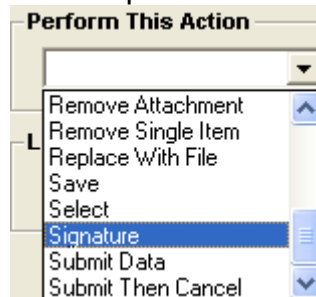 Perform This Action
Remove Attachment
Remove Single Item
Replace With File
L
Save
Select
Signature
Submit Data
Submit Then Cancel